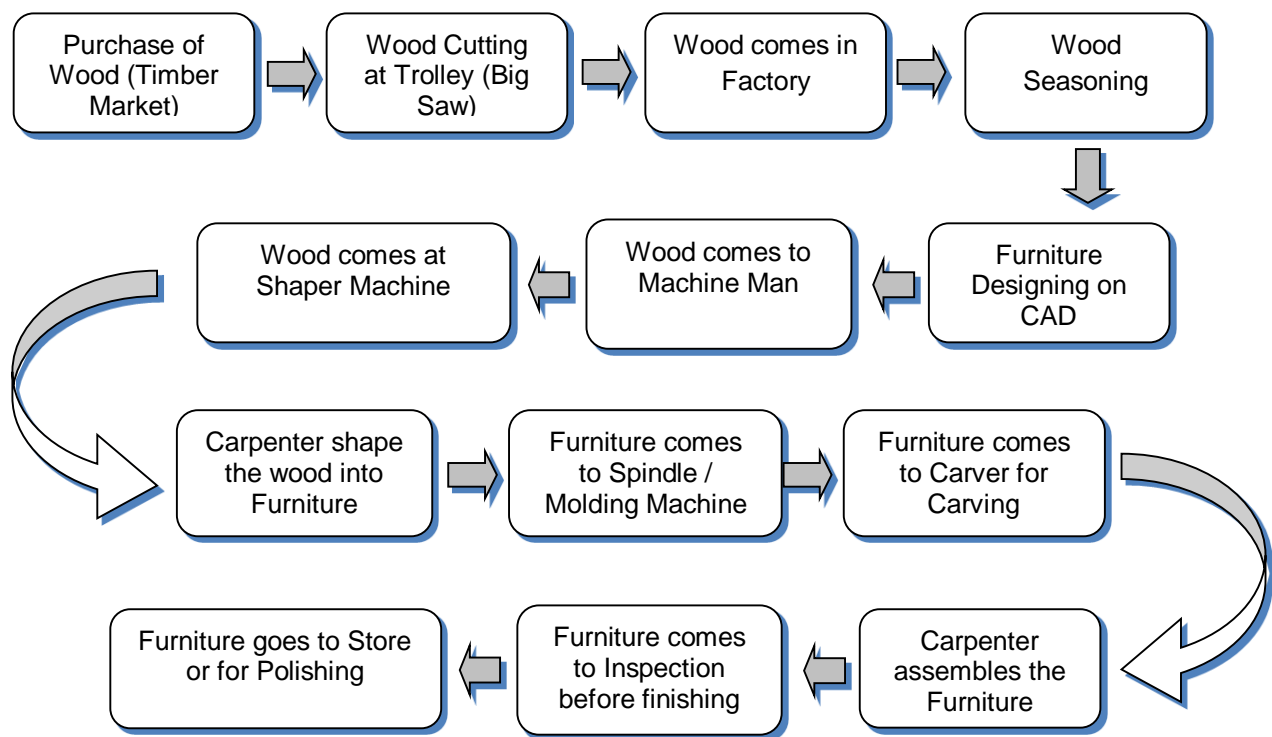 Purchase of
Wood (Timber
Market)
Wood Cutting
at Trolley (Big
Saw)
Wood comes in
Factory
Wood
Seasoning
Furniture
Designing on
CAD
Wood comes to
Machine Man
Wood comes at
Shaper Machine
Carpenter shape
the wood into
Furniture
Furniture comes
to Spindle /
Molding Machine
Furniture comes
to Carver for
Carving
Carpenter
assembles the
Furniture
Furniture comes
to Inspection
before finishing
Furniture goes to Store
or for Polishing